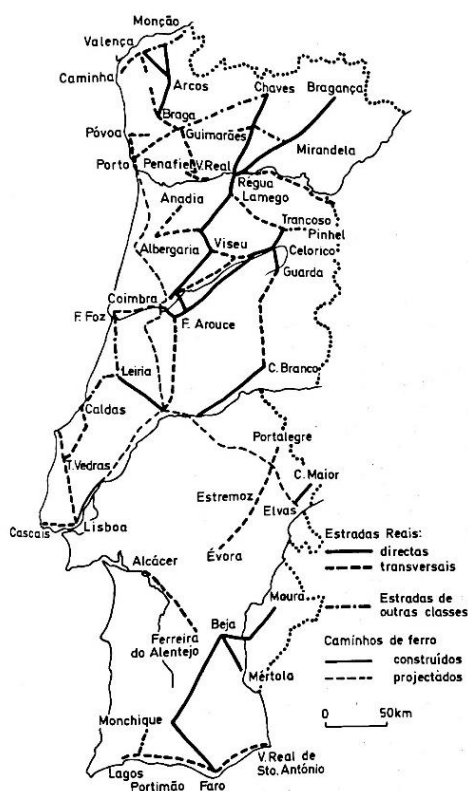 Monção
Valença
Caminha
Arcos
Chaves
Bragança
Braga
Póvoa
Guimarães
Mirandela
Porto
Penafiel
V.Real
Régua
Lamego
Anadia
Trancoso
Pinhel
Albergaria
Viseu
Celorico
Guarda
Coimbra
F. Foz
F. Arouce
Leiria
C. Branco
Caldas
Portalegre
T. Vedras
C. Maior
Estremoz
Elvas
Cascais
Lisboa
Évora
Alcácer
Moura
Beja
Ferreira
do Alentejo
Mértola
Monchique
Lagos
Portimão
Faro
V. Real de
Sto. António
Estradas Reais:
directas
transversais
Estradas de
outras classes
Caminhos de ferro
construídos
projectados
0 50km